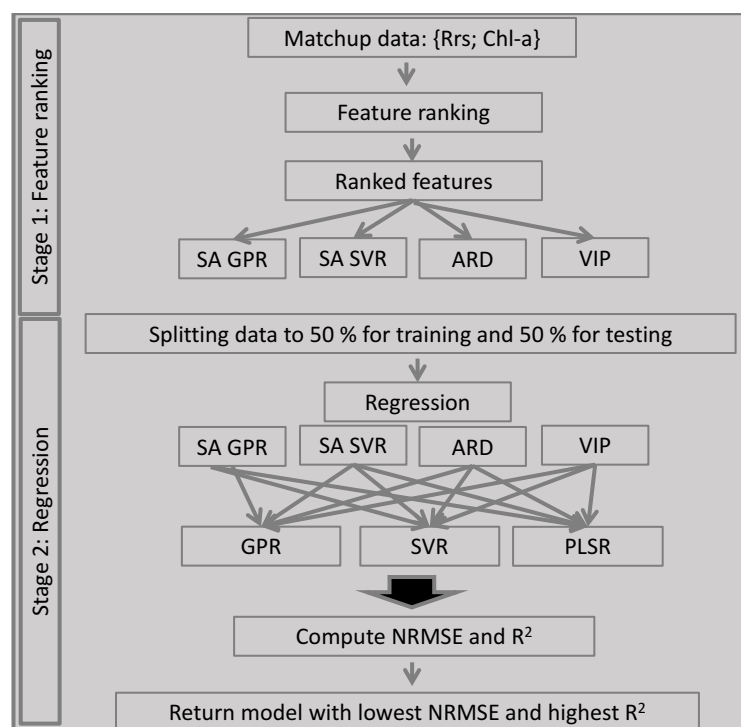 Stage 1: Feature ranking
Matchup data: {Rrs; Chl-a}
Feature ranking
Ranked features
SA GPR
SA SVR
ARD
VIP
Stage 2: Regression
Splitting data to 50 % for training and 50 % for testing
Regression
SA GPR
SA SVR
ARD
VIP
GPR
SVR
PLSR
Compute NRMSE and R²
Return model with lowest NRMSE and highest R²